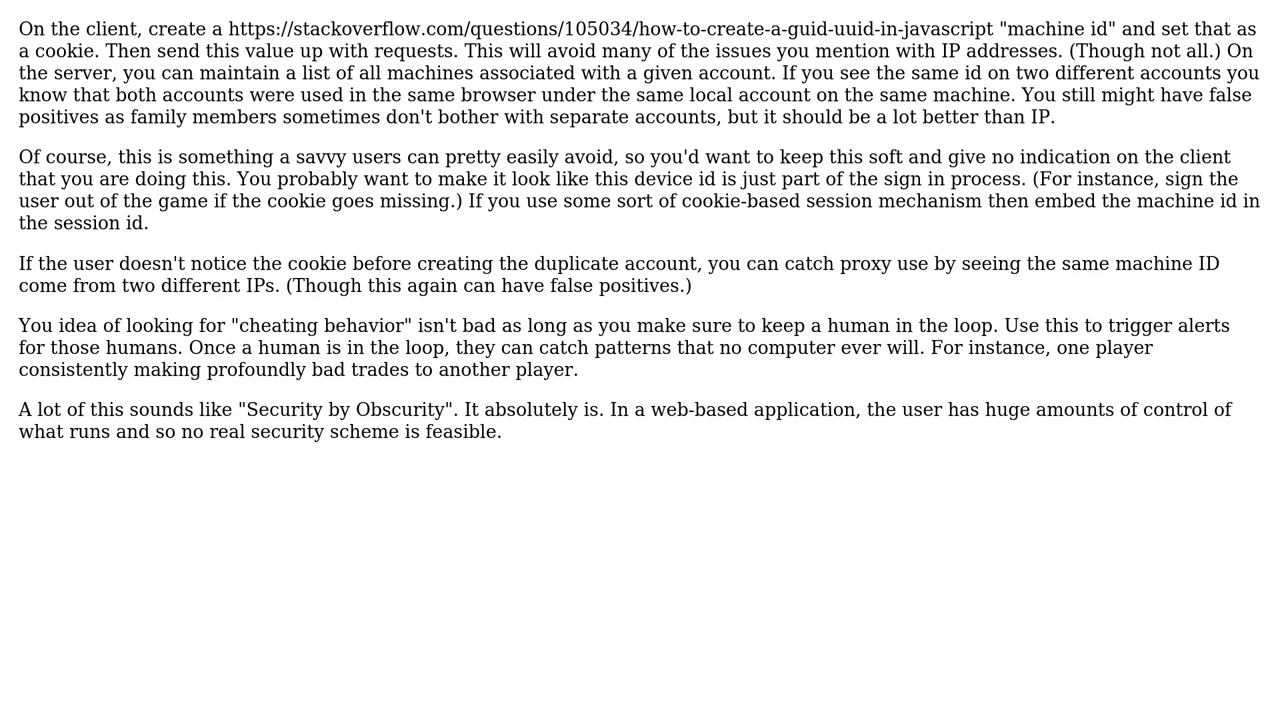 On the client, create a https://stackoverflow.com/questions/105034/how-to-create-a-guid-uuid-in-javascript "machine id" and set that as
a cookie. Then send this value up with requests. This will avoid many of the issues you mention with IP addresses. (Though not all.) On
the server, you can maintain a list of all machines associated with a given account. If you see the same id on two different accounts you
know that both accounts were used in the same browser under the same local account on the same machine. You still might have false
positives as family members sometimes don't bother with separate accounts, but it should be a lot better than IP.
Of course, this is something a savvy users can pretty easily avoid, so you'd want to keep this soft and give no indication on the client
that you are doing this. You probably want to make it look like this device id is just part of the sign in process. (For instance, sign the
user out of the game if the cookie goes missing.) If you use some sort of cookie-based session mechanism then embed the machine id in
the session id.
If the user doesn't notice the cookie before creating the duplicate account, you can catch proxy use by seeing the same machine ID
come from two different IPs. (Though this again can have false positives.)
You idea of looking for "cheating behavior" isn't bad as long as you make sure to keep a human in the loop. Use this to trigger alerts
for those humans. Once a human is in the loop, they can catch patterns that no computer ever will. For instance, one player
consistently making profoundly bad trades to another player.
A lot of this sounds like "Security by Obscurity". It absolutely is. In a web-based application, the user has huge amounts of control of
what runs and so no real security scheme is feasible.